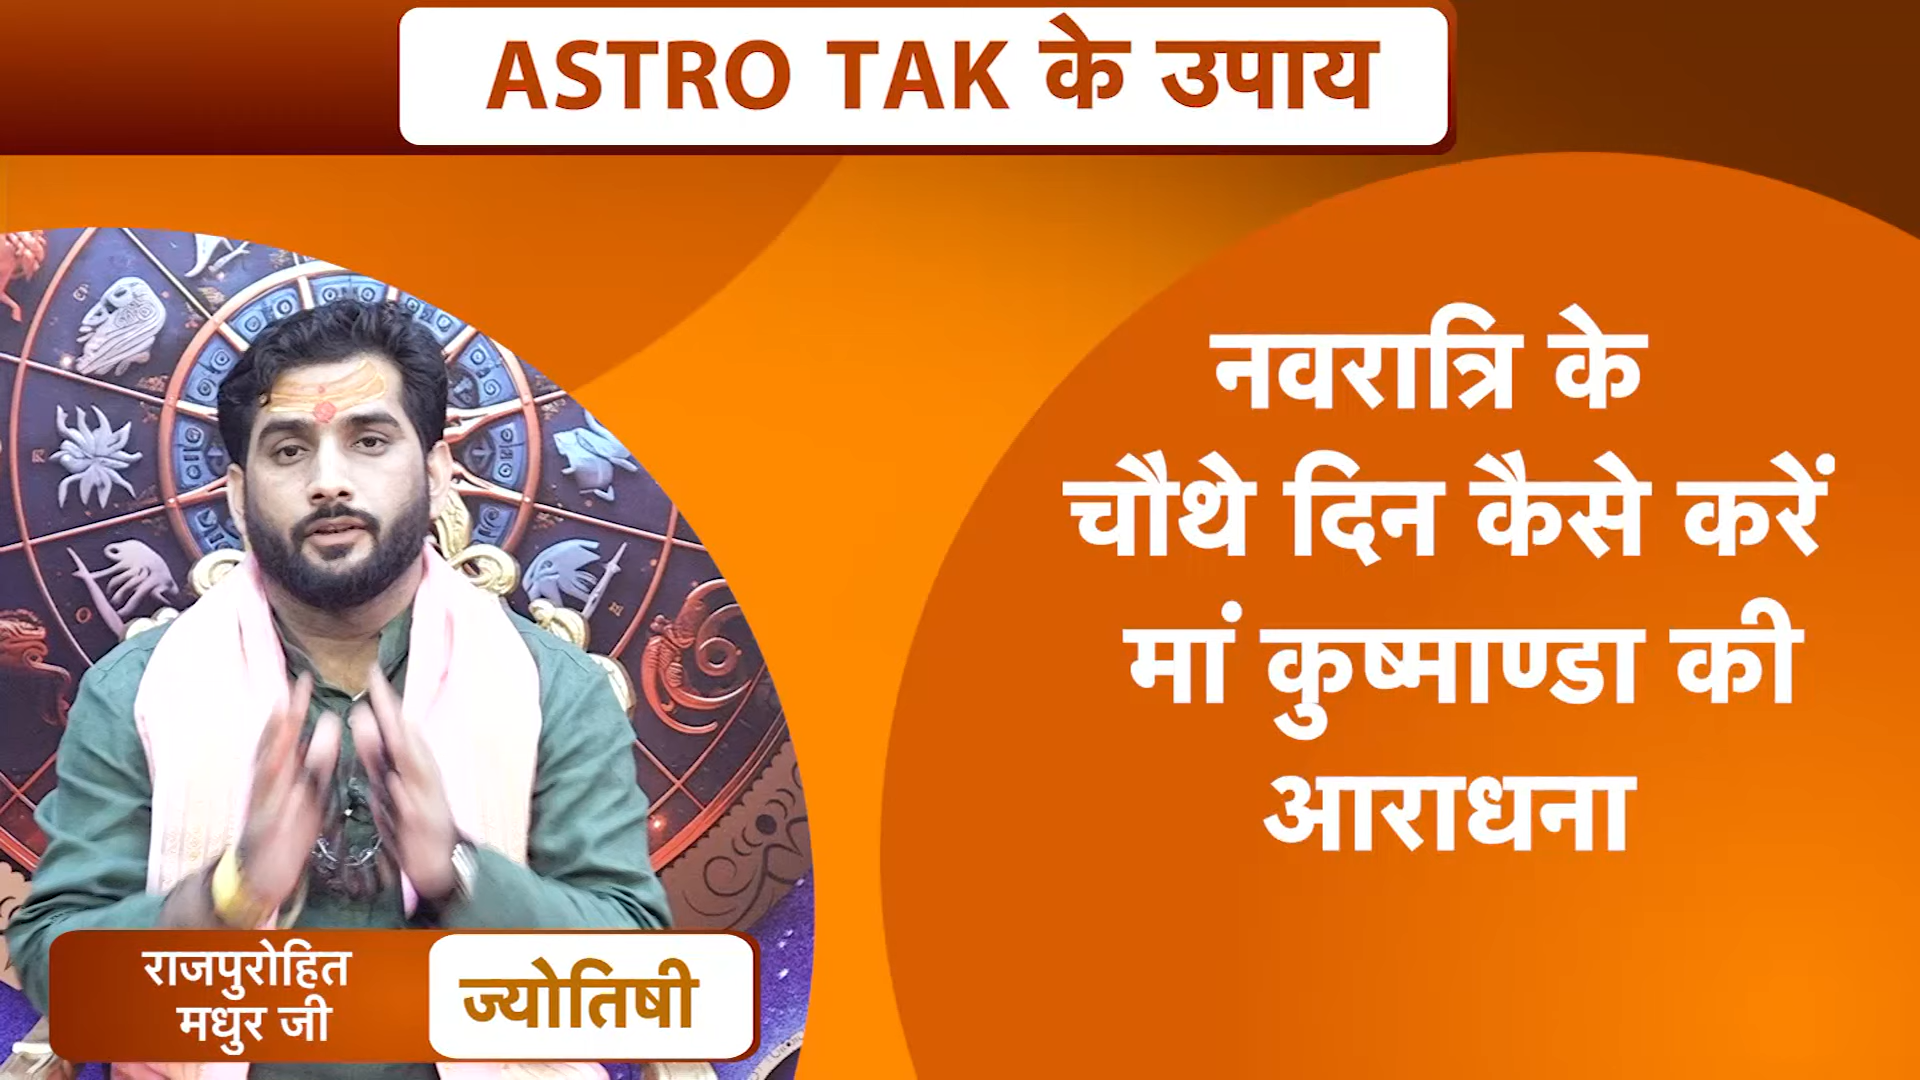 ASTRO TAK के उपाय
नवरात्रि के
चौथे दिन कैसे करें
मां कुष्माण्डा की
आराधना
राजपुरोहित
मधुर जी
ज्योतिषी